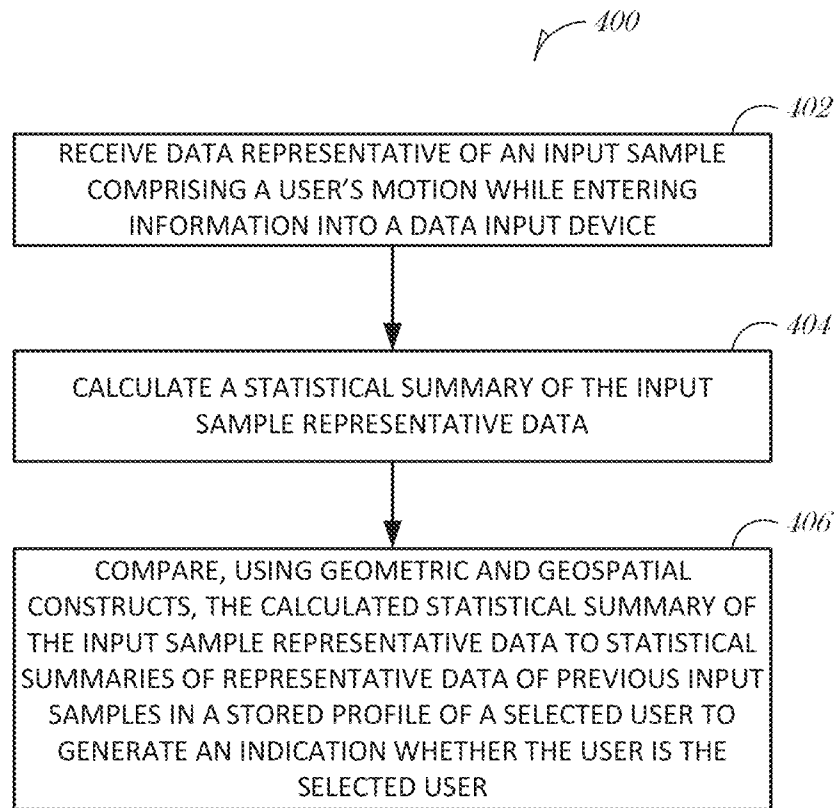 400
402
RECEIVE DATA REPRESENTATIVE OF AN INPUT SAMPLE
COMPRISING A USER'S MOTION WHILE ENTERING
INFORMATION INTO A DATA INPUT DEVICE
404
CALCULATE A STATISTICAL SUMMARY OF THE INPUT
SAMPLE REPRESENTATIVE DATA
406
COMPARE, USING GEOMETRIC AND GEOSPATIAL
CONSTRUCTS, THE CALCULATED STATISTICAL SUMMARY OF
THE INPUT SAMPLE REPRESENTATIVE DATA TO STATISTICAL
SUMMARIES OF REPRESENTATIVE DATA OF PREVIOUS INPUT
SAMPLES IN A STORED PROFILE OF A SELECTED USER TO
GENERATE AN INDICATION WHETHER THE USER IS THE
SELECTED USER